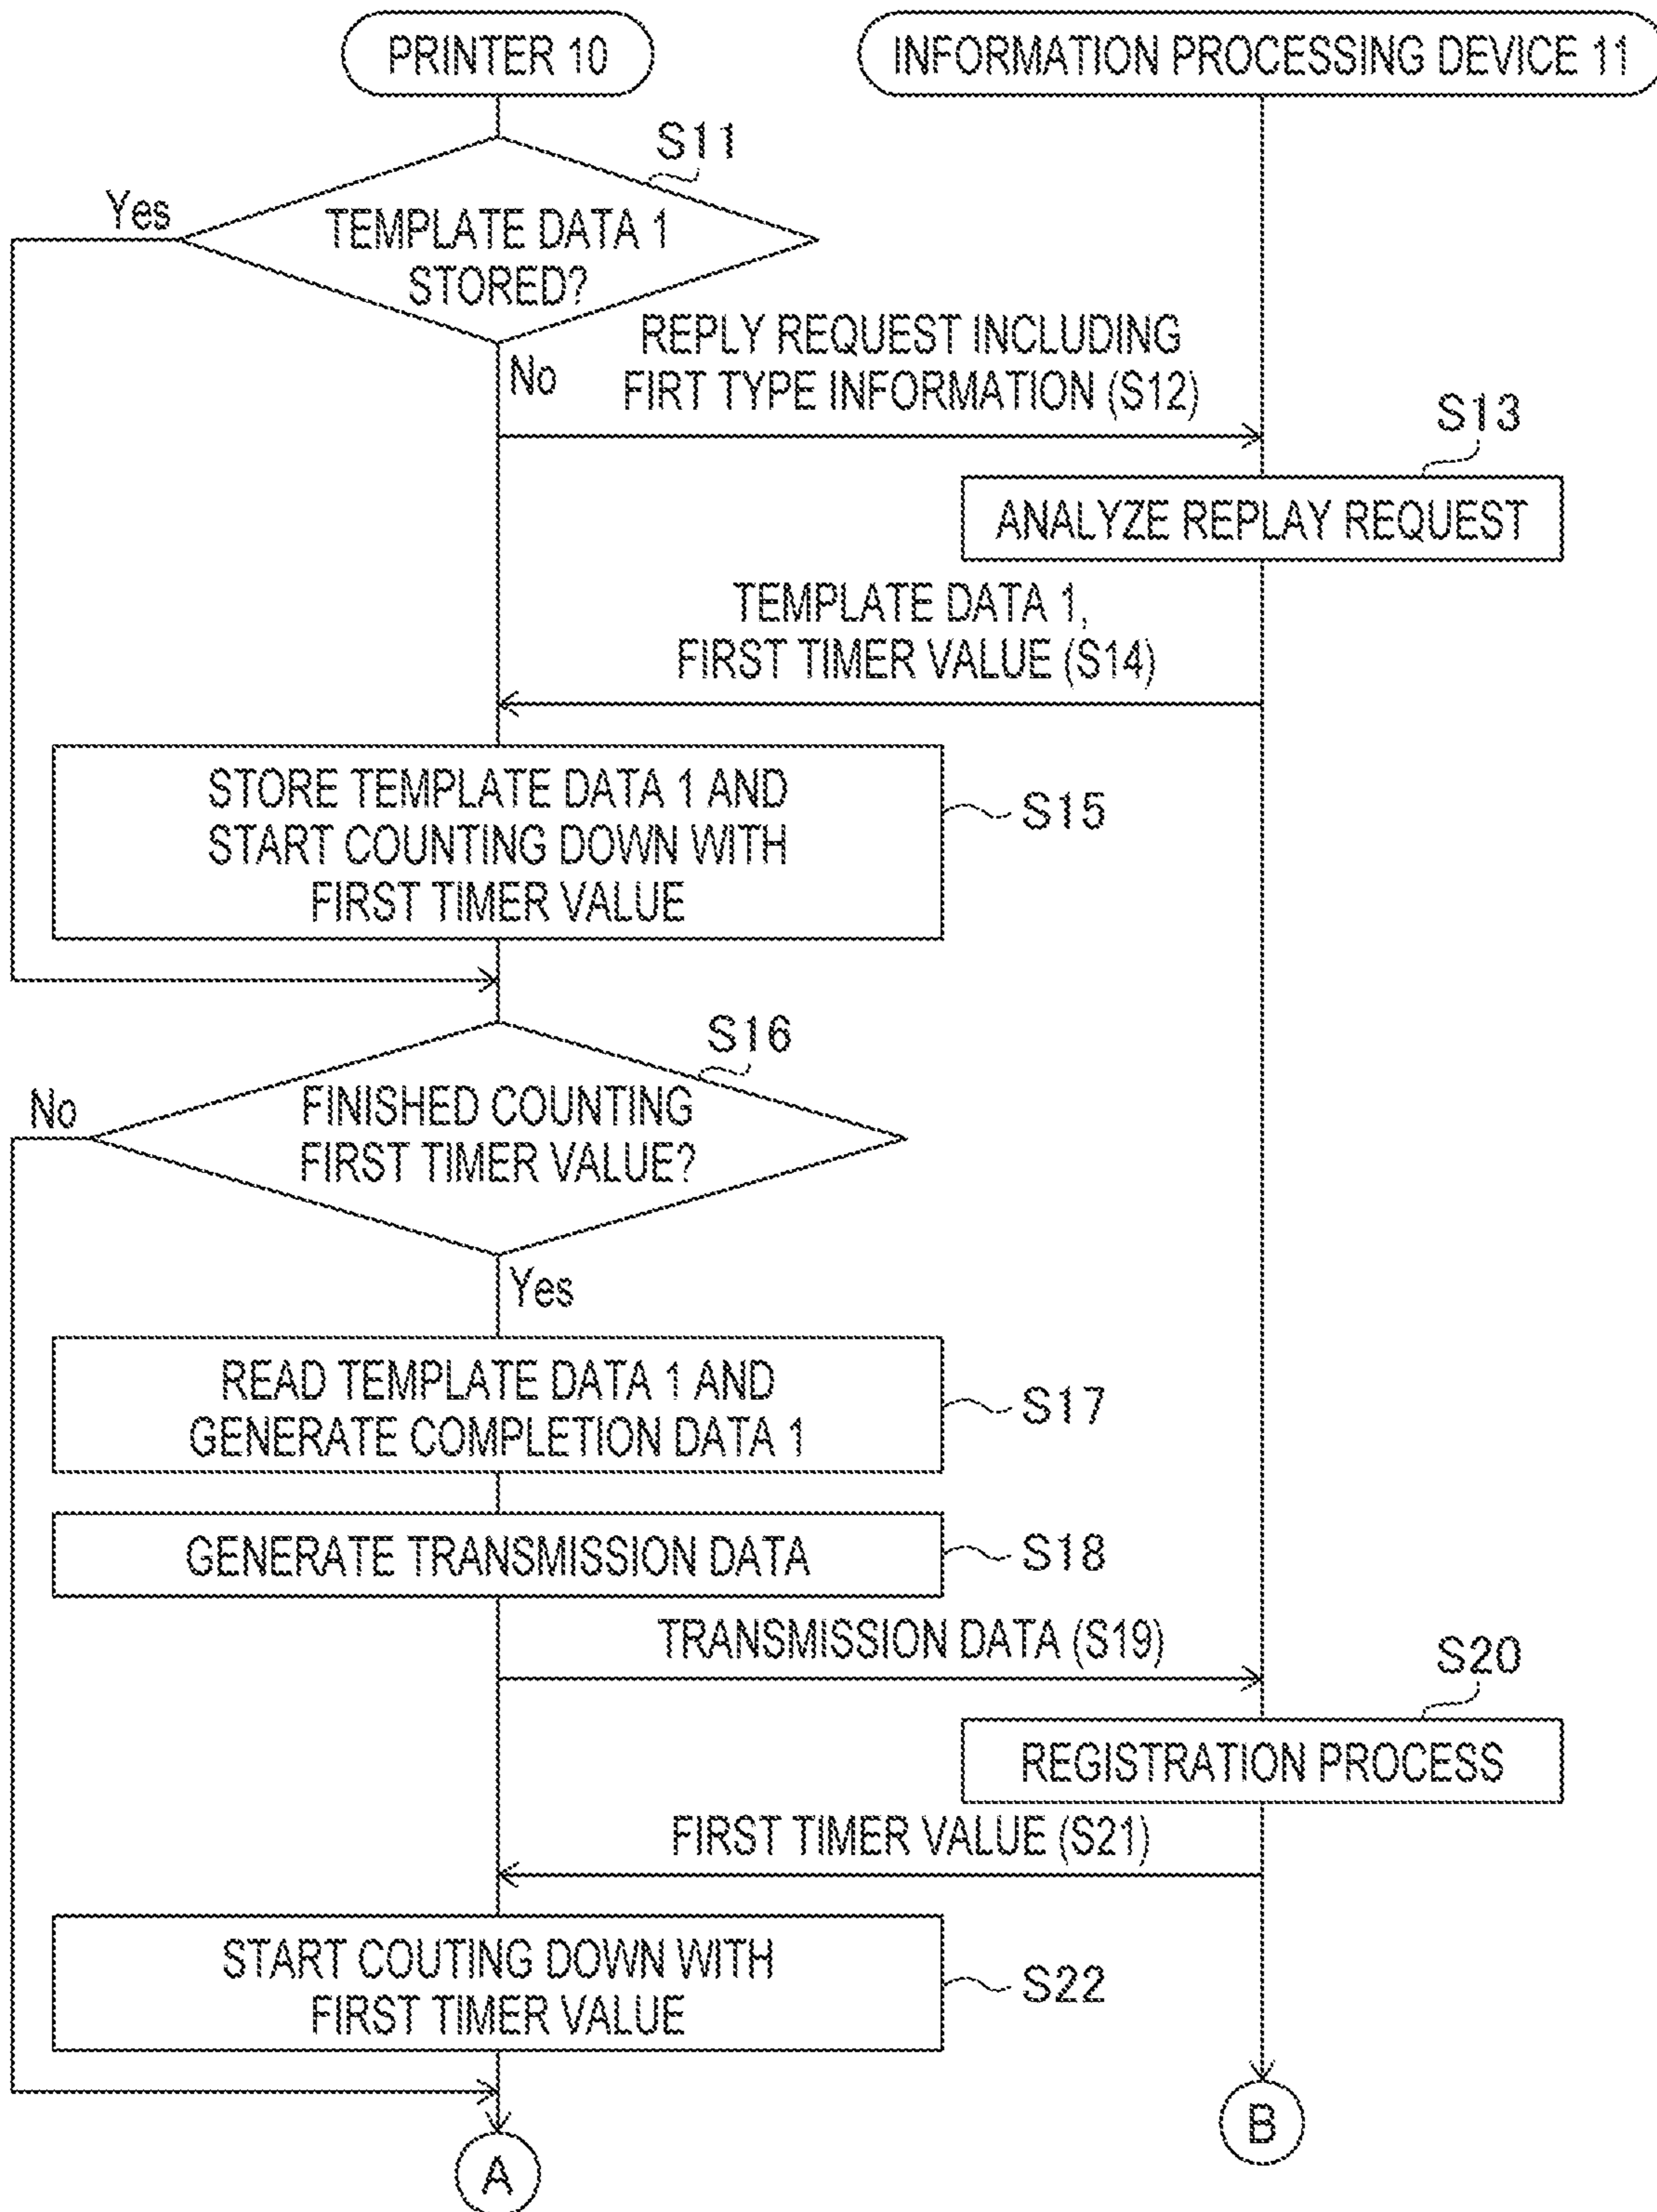 PRINTER 10
INFORMATION PROCESSING DEVICE 11
S11
Yes
TEMPLATE DATA 1
STORED?
No
REPLY REQUEST INCLUDING
FIRT TYPE INFORMATION (S12)
S13
ANALYZE REPLAY REQUEST
TEMPLATE DATA 1,
FIRST TIMER VALUE (S14)
STORE TEMPLATE DATA 1 AND
START COUNTING DOWN WITH
FIRST TIMER VALUE
S15
S16
No
FINISHED COUNTING
FIRST TIMER VALUE?
Yes
READ TEMPLATE DATA 1 AND
GENERATE COMPLETION DATA 1
S17
GENERATE TRANSMISSION DATA
S18
TRANSMISSION DATA (S19)
S20
REGISTRATION PROCESS
FIRST TIMER VALUE (S21)
START COUTING DOWN WITH
FIRST TIMER VALUE
S22
B
A